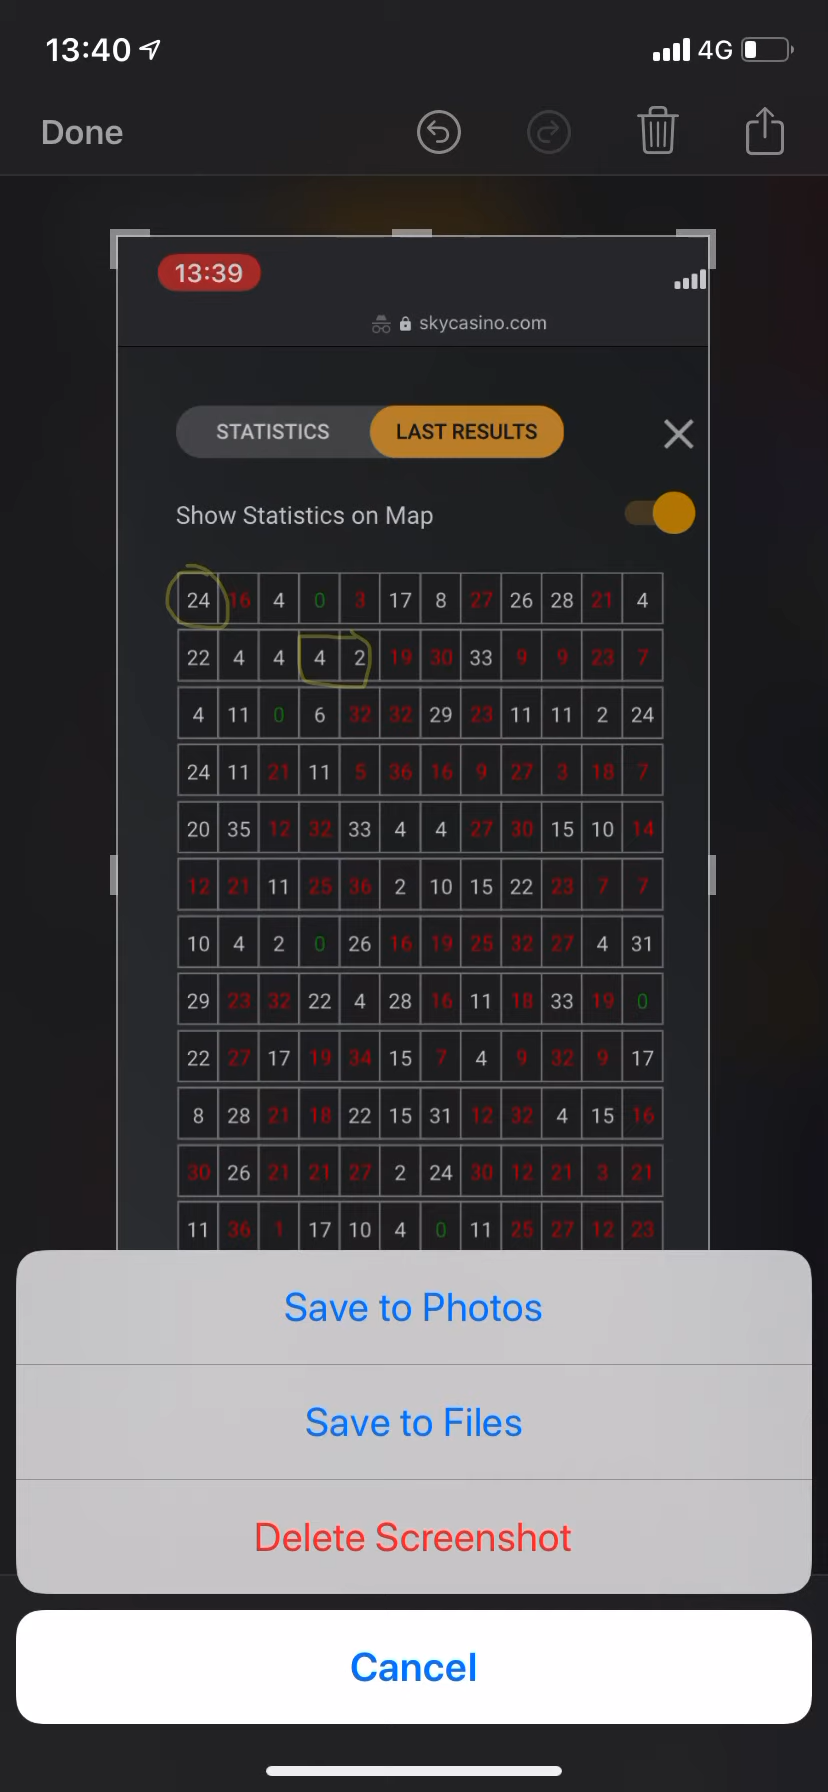 13:40 4G
Done
13:39
skycasino.com
STATISTICS LAST RESULTS
Show Statistics on Map
24 16 4 0 3 17 8 27 26 28 21 4
22 4 4 4 2 19 30 33 9 9 23 7
4 11 0 6 32 32 29 23 11 11 2 24
24 11 21 11 5 36 16 9 27 3 18 7
20 35 12 32 33 4 4 27 30 15 10 14
12 21 11 25 36 2 10 15 22 23 7 7
10 4 2 0 26 16 19 25 32 27 4 31
29 23 32 22 4 28 16 11 18 33 19 0
22 27 17 19 34 15 7 4 9 32 9 17
8 28 21 18 22 15 31 12 32 4 15 16
30 26 21 21 27 2 24 30 12 21 3 21
11 36 1 17 10 4 0 11 25 27 12 23
Save to Photos
Save to Files
Delete Screenshot
Cancel